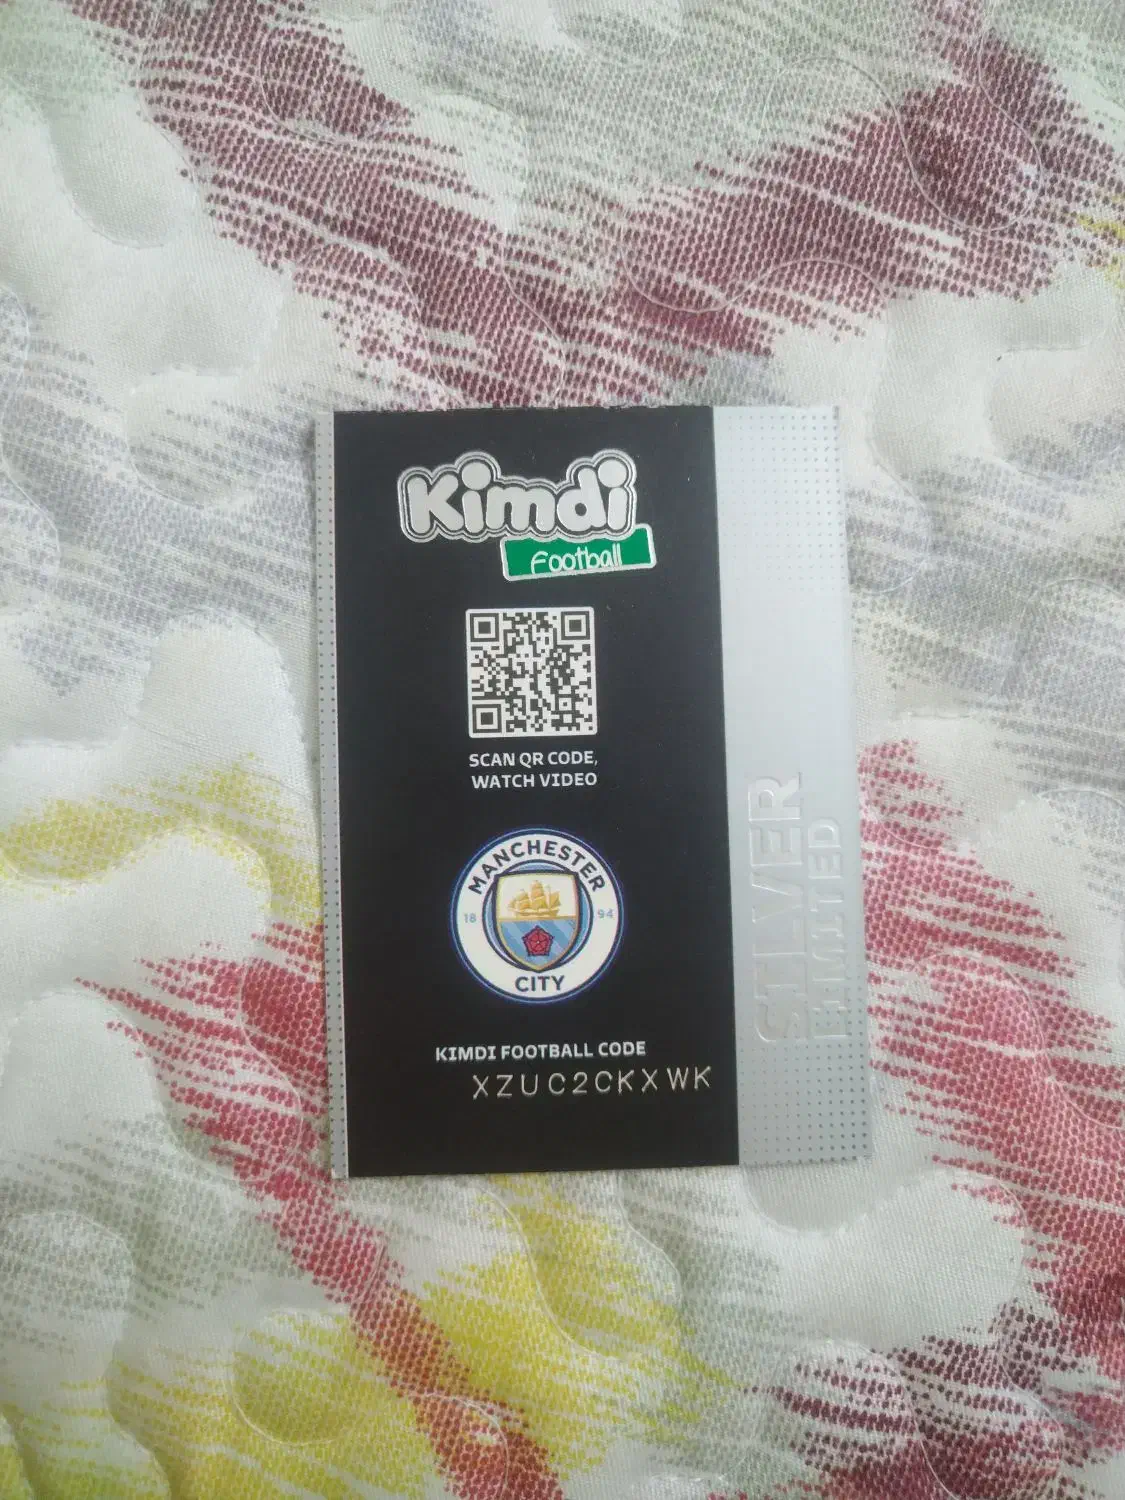 Kimdi
Football
SCAN QR CODE,
WATCH VIDEO
MANCHESTER
18 94
CITY
KIMDI FOOTBALL CODE
XZUC2CKXWK
SILVER
LIMITED